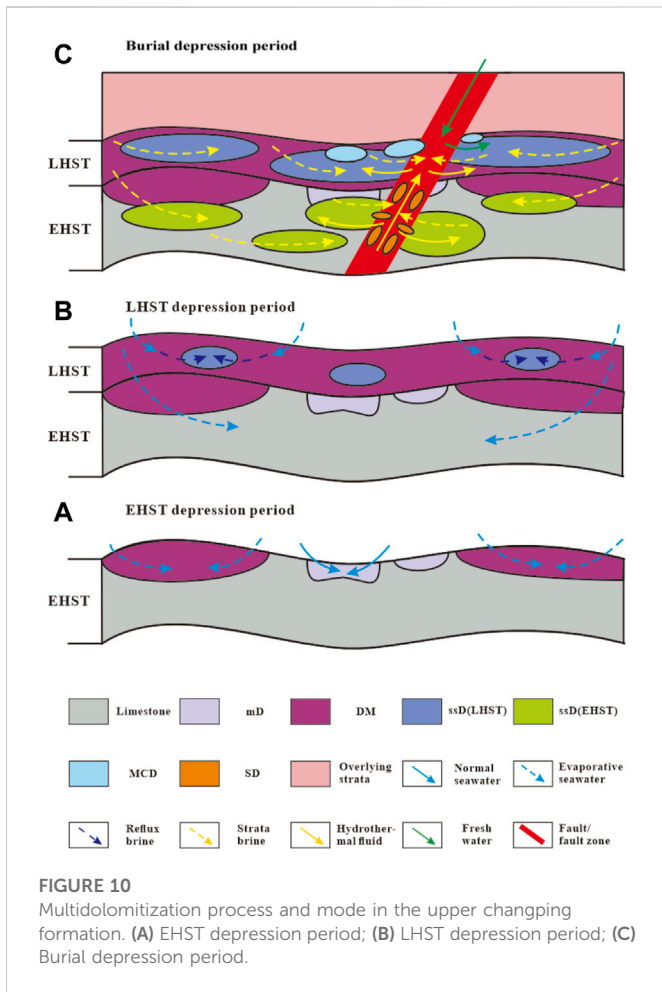 C
Burial depression period
LHST
EHST
B
LHST depression period
LHST
EHST
A
EHST depression period
EHST
Limestone
mD
DM
ssD(LHST)
ssD(EHST)
MCD
SD
Overlying
strata
Normal
seawater
Evaporative
seawater
Reflux
brine
Strata
brine
Hydrother-
mal fluid
Fresh
water
Fault/
fault zone
FIGURE 10
Multidolomitization process and mode in the upper changping
formation. (A) EHST depression period; (B) LHST depression period; (C)
Burial depression period.